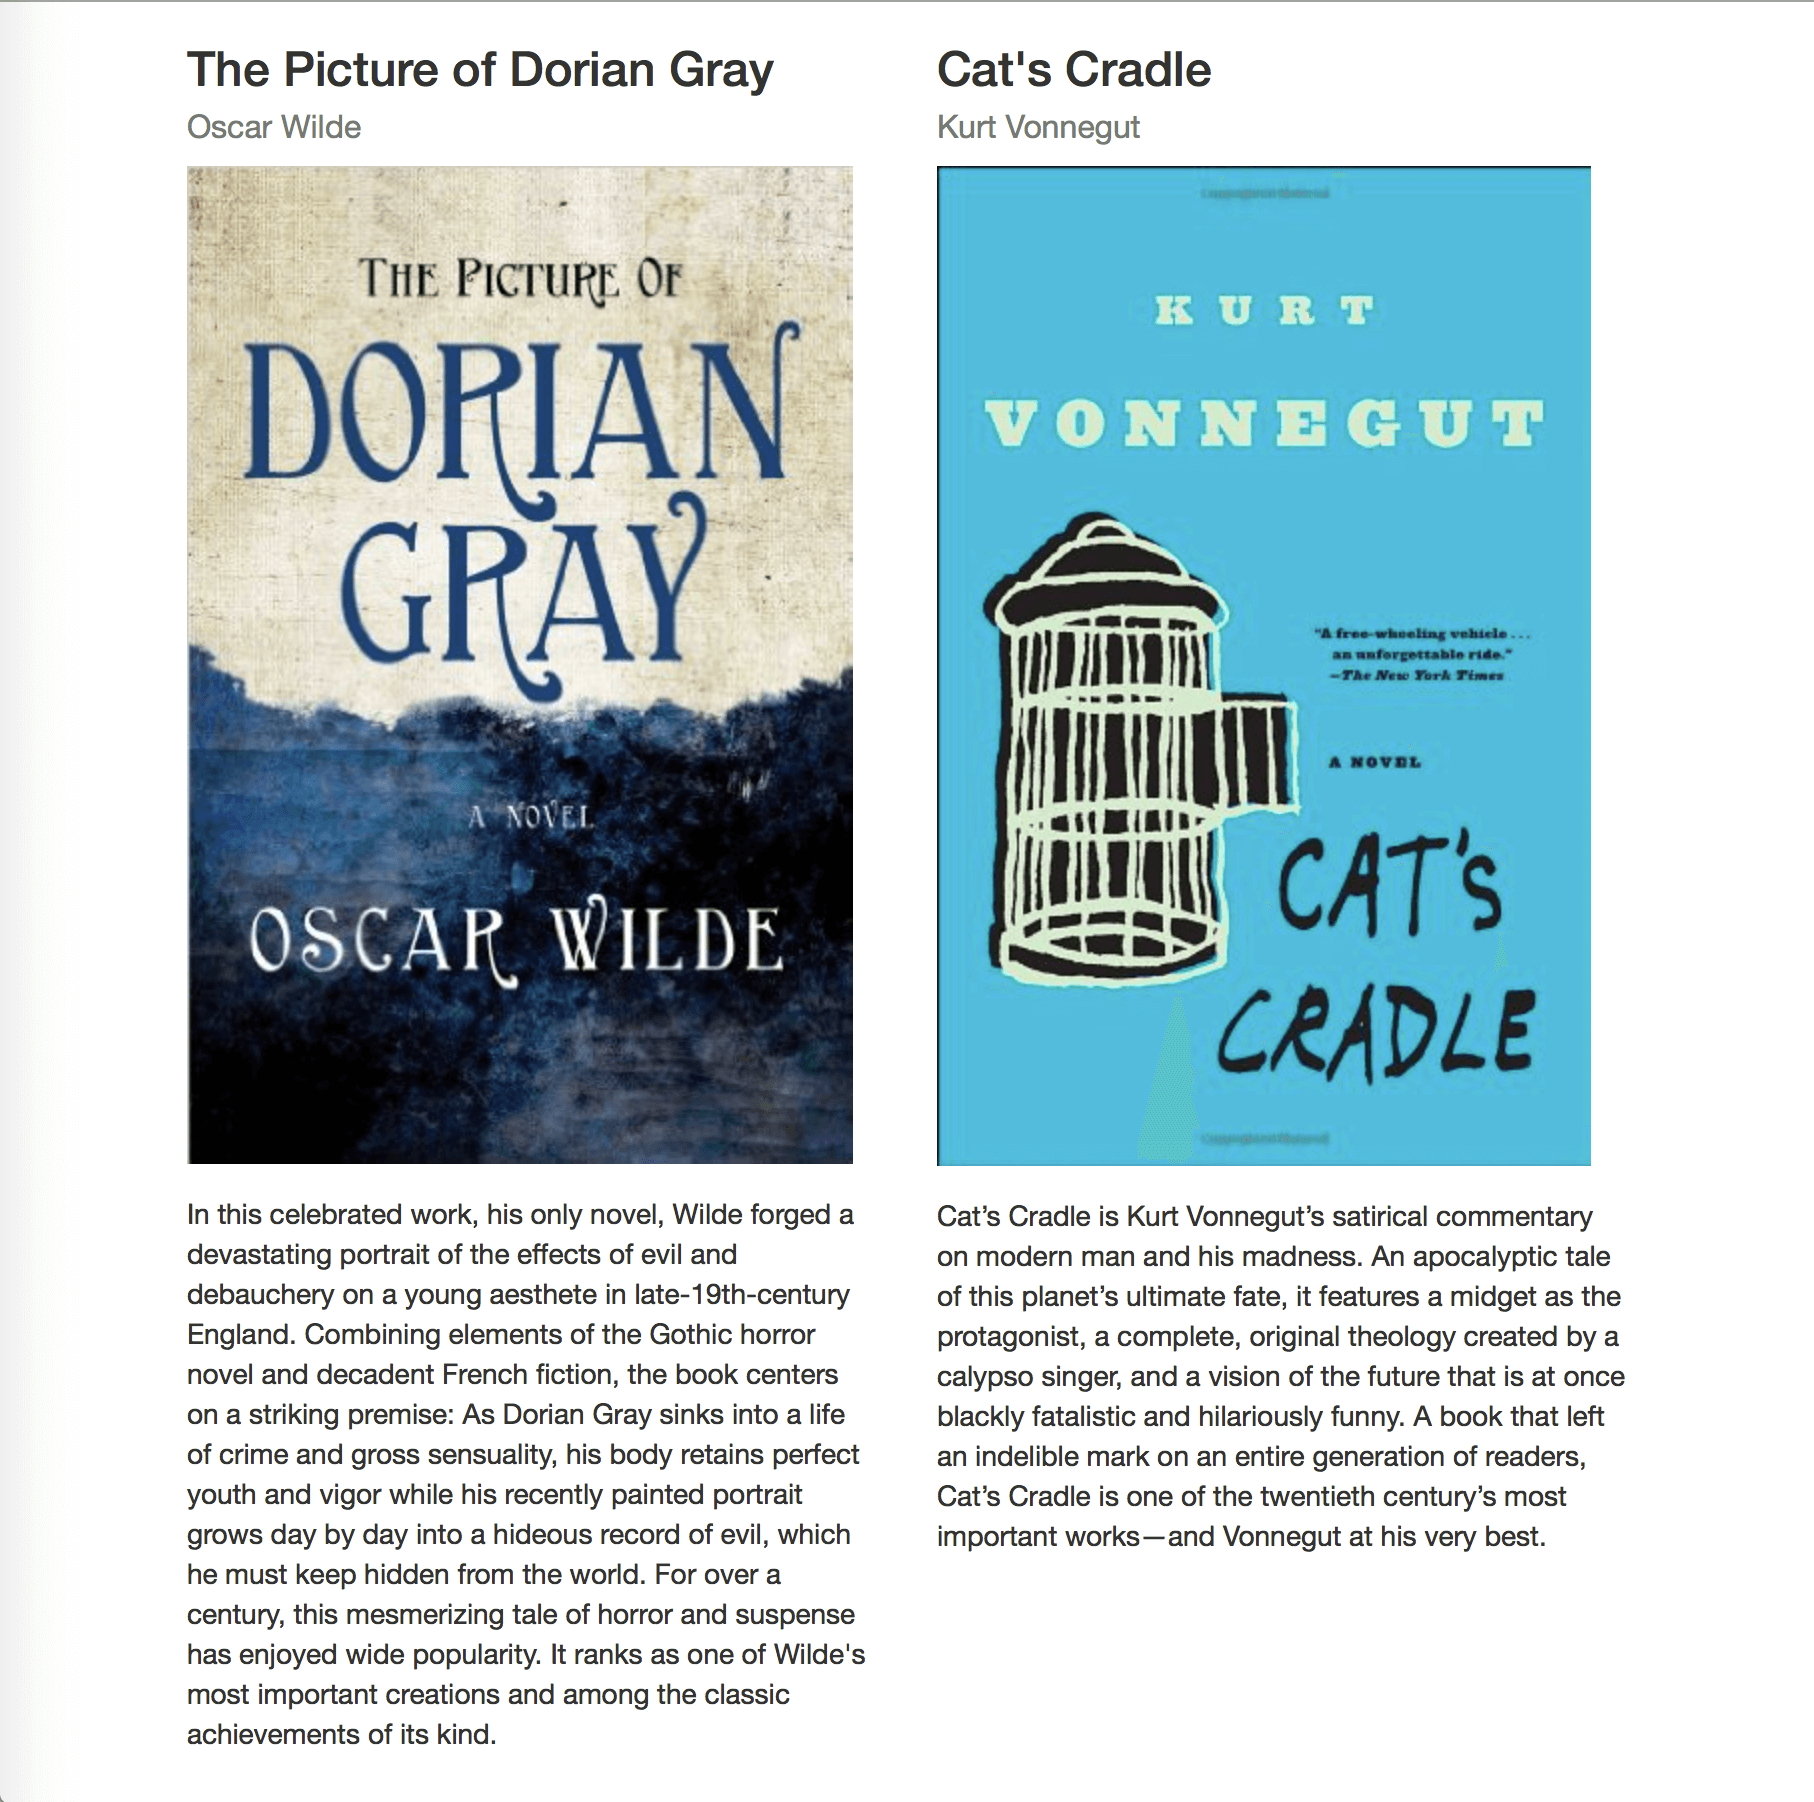 The Picture of Dorian Gray
Oscar Wilde
THE PICTURE OF
DORIAN
GRAY
A NOVEL
OSCAR WILDE
In this celebrated work, his only novel, Wilde forged a
devastating portrait of the effects of evil and
debauchery on a young aesthete in late-19th-century
England. Combining elements of the Gothic horror
novel and decadent French fiction, the book centers
on a striking premise: As Dorian Gray sinks into a life
of crime and gross sensuality, his body retains perfect
youth and vigor while his recently painted portrait
grows day by day into a hideous record of evil, which
he must keep hidden from the world. For over a
century, this mesmerizing tale of horror and suspense
has enjoyed wide popularity. It ranks as one of Wilde's
most important creations and among the classic
achievements of its kind.
Cat's Cradle
Kurt Vonnegut
KURT
VONNEGUT
"A free-wheeling vehicle . . .
an unforgettable ride."
—The New York Times
A NOVEL
CAT'S
CRADLE
Cat’s Cradle is Kurt Vonnegut’s satirical commentary
on modern man and his madness. An apocalyptic tale
of this planet’s ultimate fate, it features a midget as the
protagonist, a complete, original theology created by a
calypso singer, and a vision of the future that is at once
blackly fatalistic and hilariously funny. A book that left
an indelible mark on an entire generation of readers,
Cat’s Cradle is one of the twentieth century’s most
important works—and Vonnegut at his very best.